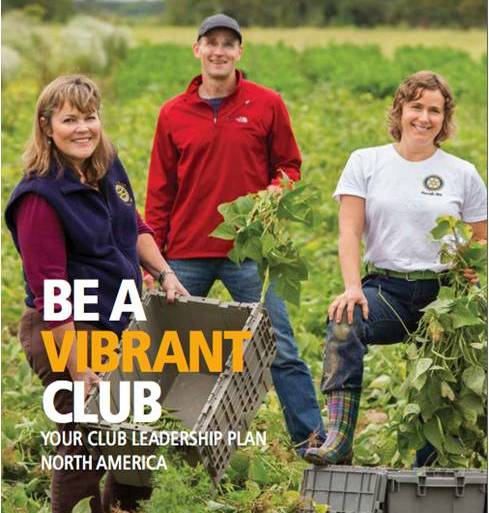 BE A
VIBRANT
CLUB
YOUR CLUB LEADERSHIP PLAN
NORTH AMERICA